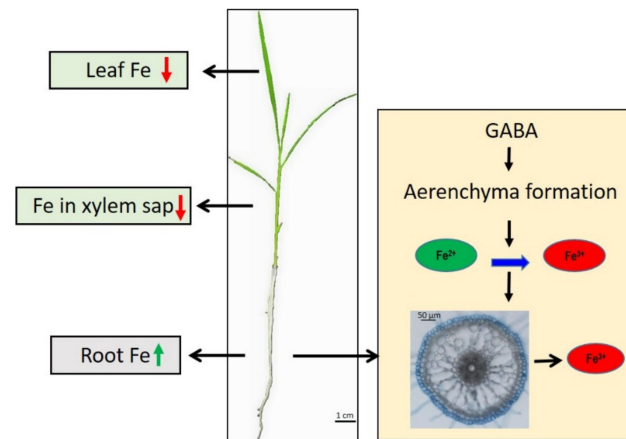 Leaf Fe
Fe in xylem sap
Root Fe
1 cm
GABA
Aerenchyma formation
Fe²⁺
Fe³⁺
50 µm
Fe³⁺